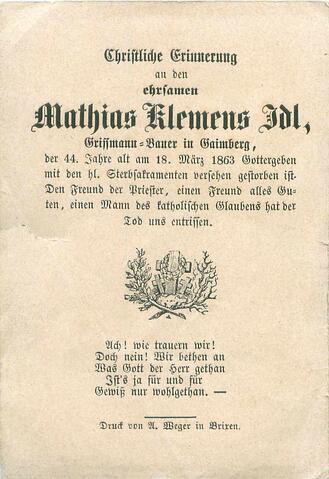 Christliche Erinnerung
an den
ehrsamen
Mathias Klemens Idl,
Grissmann-Bauer in Gaimberg,
der 44. Jahre alt am 18. März 1863 Gottergeben
mit den hl. Sterbsakramenten versehen gestorben ist.
Den Freund der Priester, einen Freund alles Gu-
ten, einen Mann des katholischen Glaubens hat der
Tod uns entrissen.
Ach! wie trauern wir!
Doch nein! Wir bethen an
Was Gott der Herr gethan
Ist's ja für und für
Gewiß nur wohlgethan. —
Druck von A. Weger in Brixen.